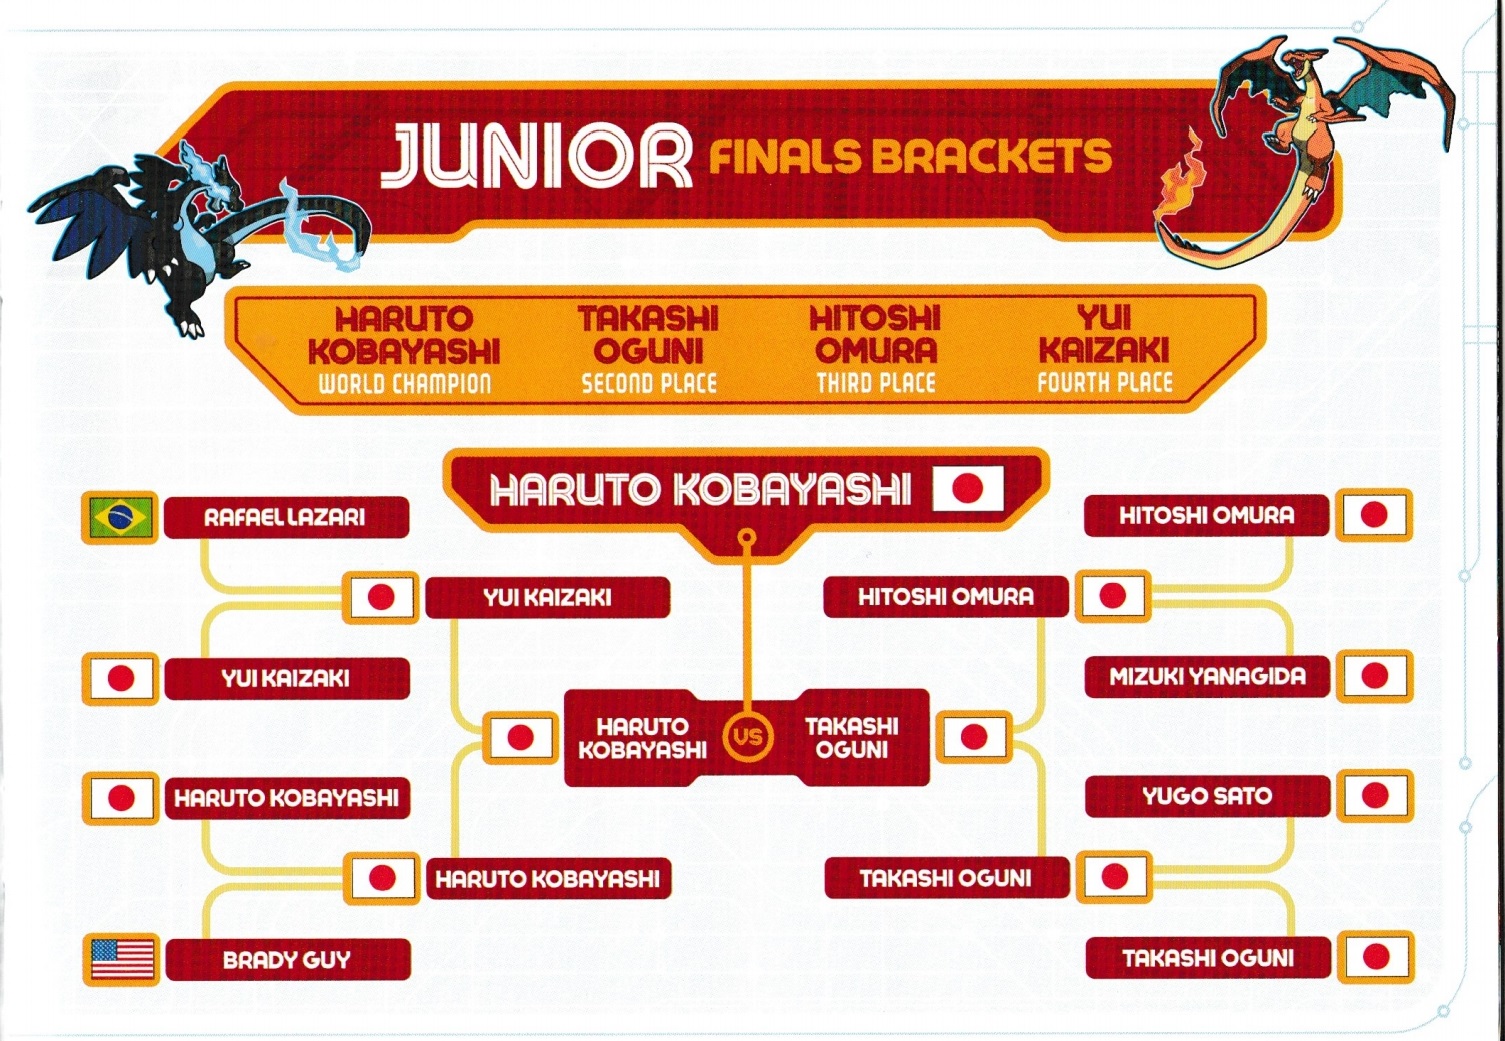 JUNIOR FINALS BRACKETS
HARUTO
KOBAYASHI
WORLD CHAMPION
TAKASHI
OGUNI
SECOND PLACE
HITOSHI
OMURA
THIRD PLACE
YUI
KAIZAKI
FOURTH PLACE
HARUTO KOBAYASHI
RAFAEL LAZARI
YUI KAIZAKI
YUI KAIZAKI
HARUTO KOBAYASHI
HARUTO KOBAYASHI
BRADY GUY
HARUTO
KOBAYASHI
VS
TAKASHI
OGUNI
HITOSHI OMURA
HITOSHI OMURA
MIZUKI YANAGIDA
YUGO SATO
TAKASHI OGUNI
TAKASHI OGUNI